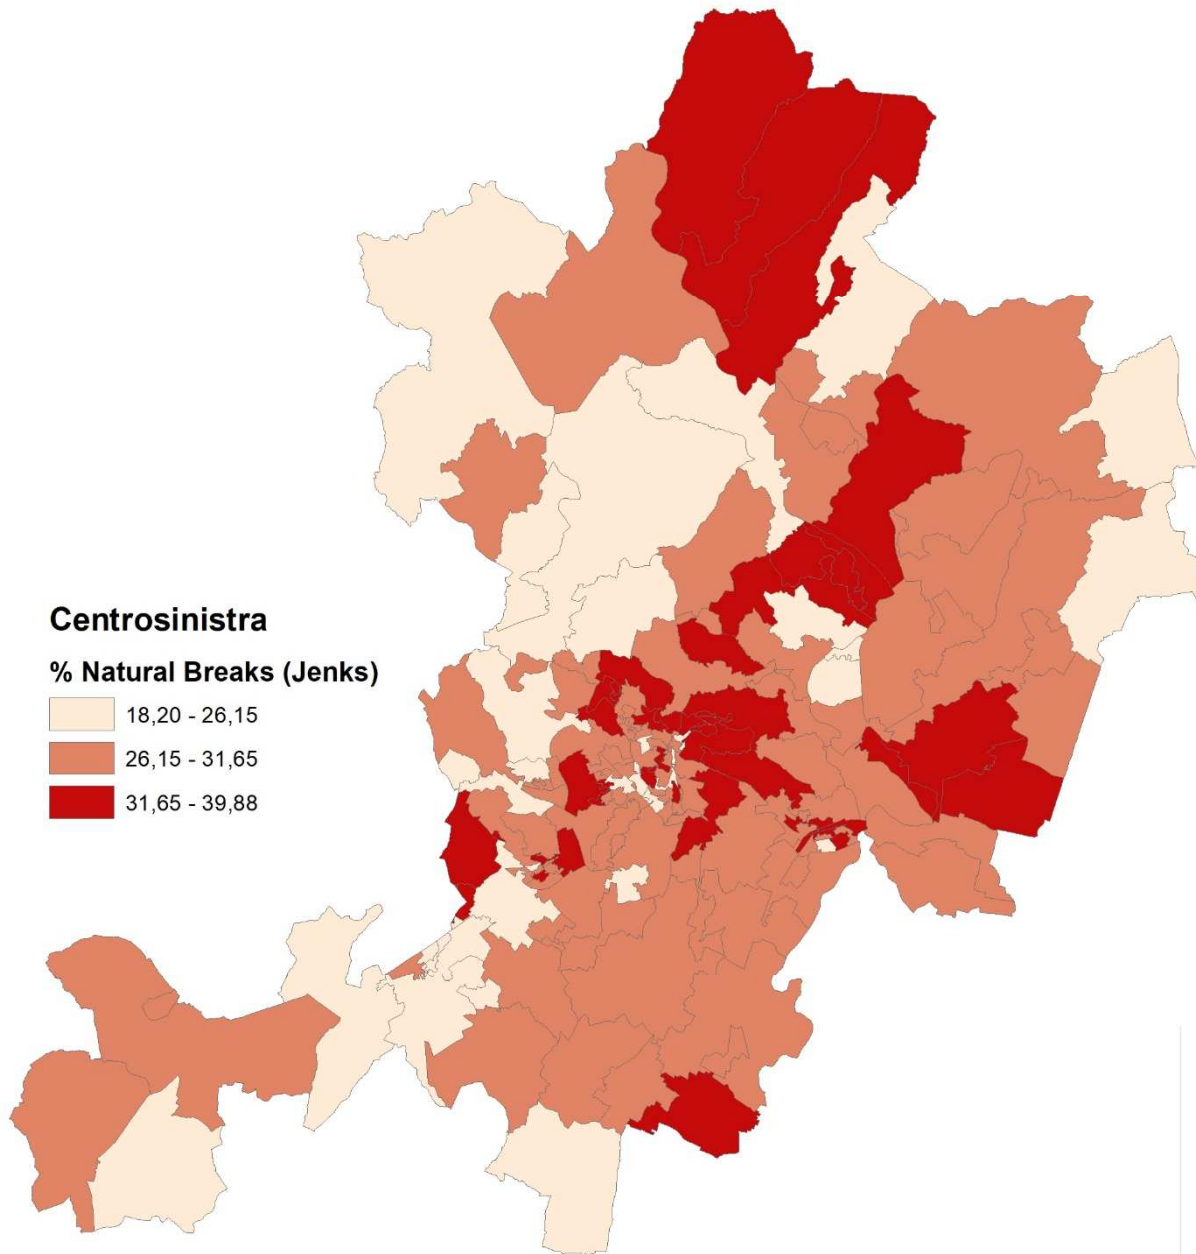 Centrosinistra
% Natural Breaks (Jenks)
18,20 - 26,15
26,15 - 31,65
31,65 - 39,88